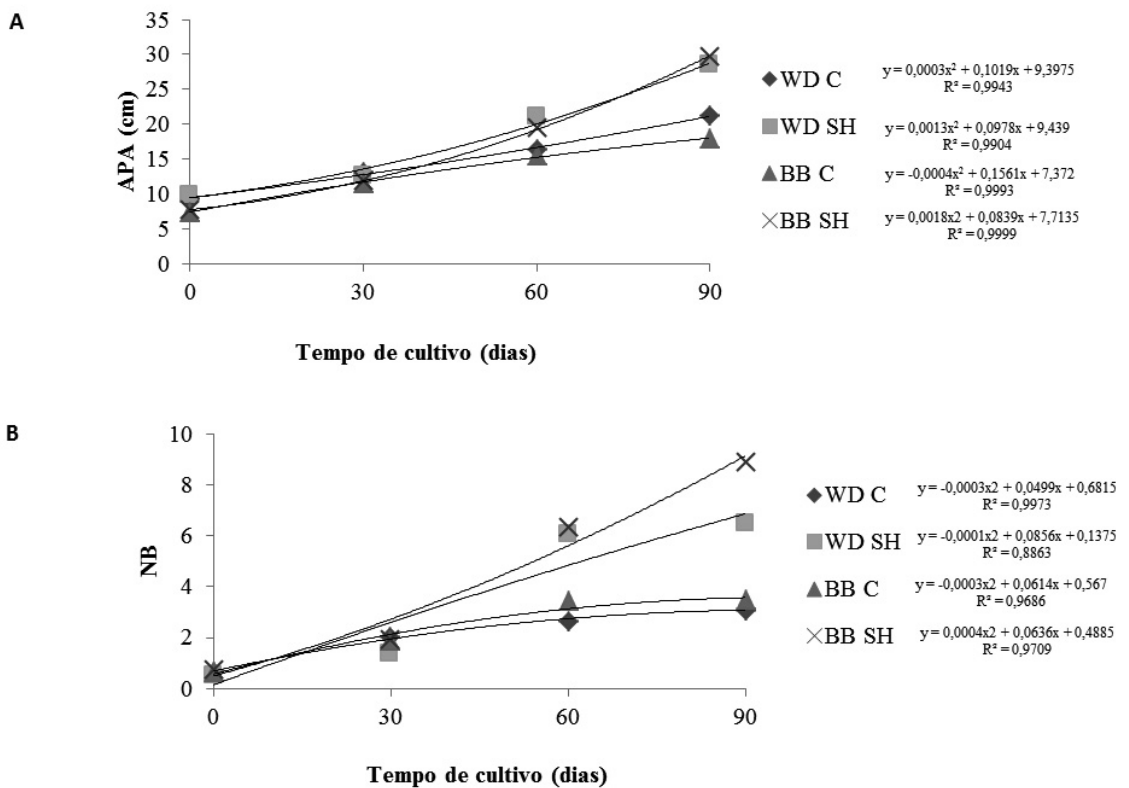 A
APA (cm)
35
30
25
20
15
10
5
0
0 30 60 90
Tempo de cultivo (dias)
WD C
y = 0,0003x² + 0,1019x + 9,3975
R² = 0,9943
WD SH
y = 0,0013x² + 0,0978x + 9,439
R² = 0,9904
BB C
y = -0,0004x² + 0,1561x + 7,372
R² = 0,9993
BB SH
y = 0,0018x2 + 0,0839x + 7,7135
R² = 0,9999
B
NB
10
8
6
4
2
0
0 30 60 90
Tempo de cultivo (dias)
WD C
y = -0,0003x2 + 0,0499x + 0,6815
R² = 0,9973
WD SH
y = -0,0001x2 + 0,0856x + 0,1375
R² = 0,8863
BB C
y = -0,0003x2 + 0,0614x + 0,567
R² = 0,9686
BB SH
y = 0,0004x2 + 0,0636x + 0,4885
R² = 0,9709